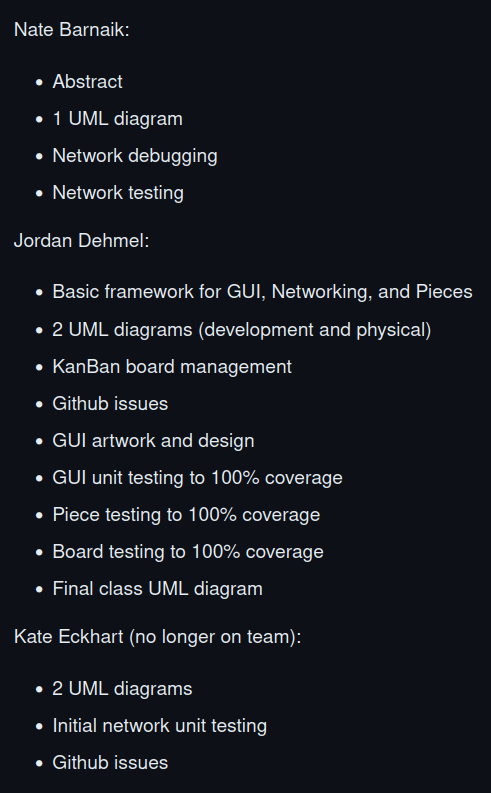 Nate Barnaik:
• Abstract
• 1 UML diagram
• Network debugging
• Network testing
Jordan Dehmel:
• Basic framework for GUI, Networking, and Pieces
• 2 UML diagrams (development and physical)
• KanBan board management
• Github issues
• GUI artwork and design
• GUI unit testing to 100% coverage
• Piece testing to 100% coverage
• Board testing to 100% coverage
• Final class UML diagram
Kate Eckhart (no longer on team):
• 2 UML diagrams
• Initial network unit testing
• Github issues